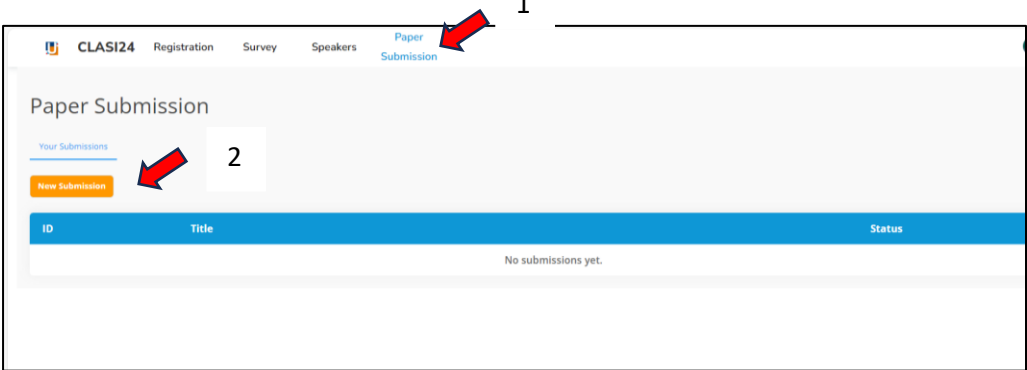 1
CLASI24 Registration Survey Speakers Paper
Submission
Paper Submission
Your Submissions
2
New Submission
ID Title Status
No submissions yet.